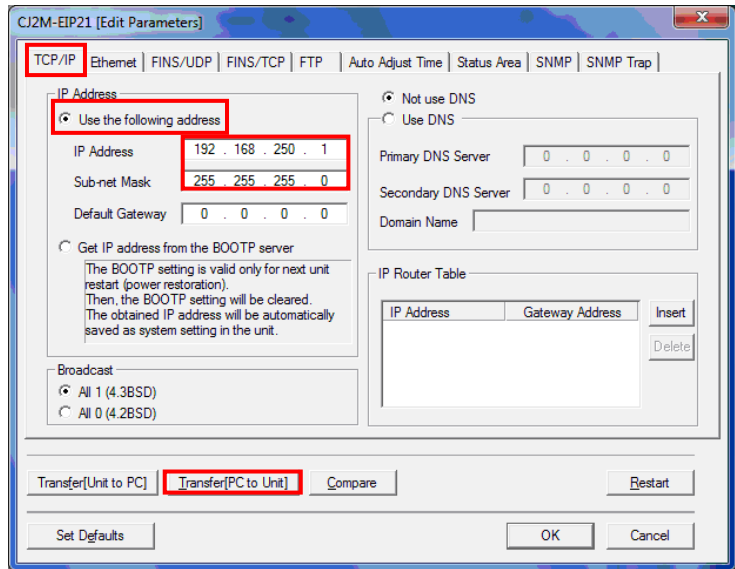 CJ2M-EIP21 [Edit Parameters]
TCP/IP Ethernet FINS/UDP FINS/TCP FTP Auto Adjust Time Status Area SNMP SNMP Trap
IP Address
Use the following address
IP Address 192 . 168 . 250 . 1
Sub-net Mask 255 . 255 . 255 . 0
Default Gateway 0 . 0 . 0 . 0
Get IP address from the BOOTP server
The BOOTP setting is valid only for next unit
restart (power restoration).
Then, the BOOTP setting will be cleared.
The obtained IP address will be automatically
saved as system setting in the unit.
Broadcast
All 1 (4.3BSD)
All 0 (4.2BSD)
Not use DNS
Use DNS
Primary DNS Server 0 . 0 . 0 . 0
Secondary DNS Server 0 . 0 . 0 . 0
Domain Name
IP Router Table
IP Address Gateway Address
Insert
Delete
Transfer[Unit to PC] Transfer[PC to Unit] Compare Restart
Set Defaults OK Cancel